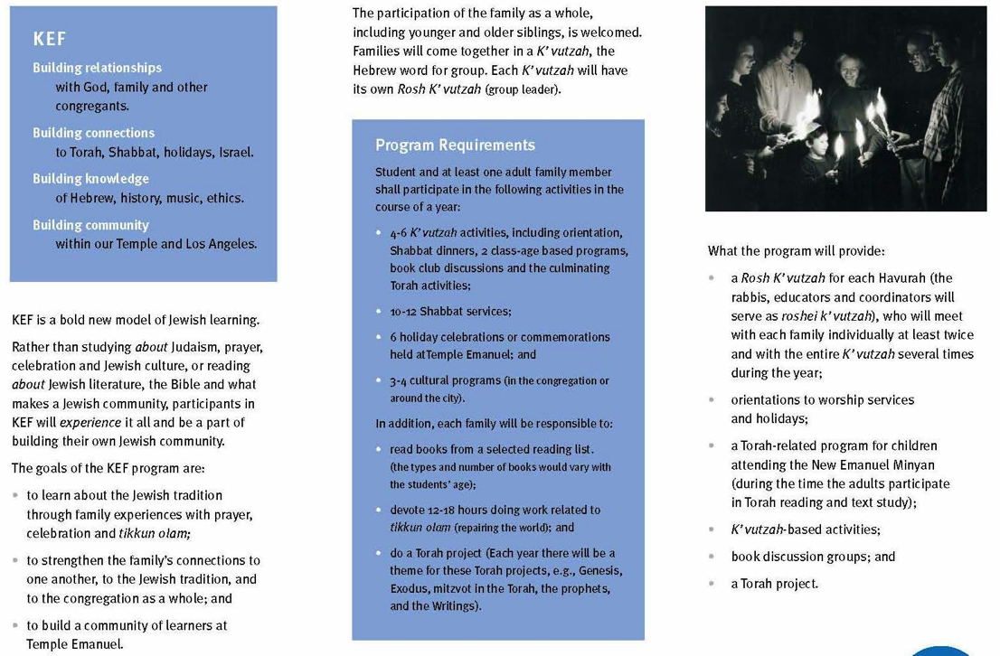 KEF
Building relationships
with God, family and other
congregants.
Building connections
to Torah, Shabbat, holidays, Israel.
Building knowledge
of Hebrew, history, music, ethics.
Building community
within our Temple and Los Angeles.
KEF is a bold new model of Jewish learning.
Rather than studying about Judaism, prayer,
celebration and Jewish culture, or reading
about Jewish literature, the Bible and what
makes a Jewish community, participants in
KEF will experience it all and be a part of
building their own Jewish community.
The goals of the KEF program are:
• to learn about the Jewish tradition
through family experiences with prayer,
celebration and tikkun olam;
• to strengthen the family's connections to
one another, to the Jewish tradition, and
to the congregation as a whole; and
• to build a community of learners at
Temple Emanuel.
The participation of the family as a whole,
including younger and older siblings, is welcomed.
Families will come together in a K'vutzah, the
Hebrew word for group. Each K'vutzah will have
its own Rosh K'vutzah (group leader).
Program Requirements
Student and at least one adult family member
shall participate in the following activities in the
course of a year:
• 4-6 K'vutzah activities, including orientation,
Shabbat dinners, 2 class-age based programs,
book club discussions and the culminating
Torah activities;
• 10-12 Shabbat services;
• 6 holiday celebrations or commemorations
held atTemple Emanuel; and
• 3-4 cultural programs (in the congregation or
around the city).
In addition, each family will be responsible to:
• read books from a selected reading list.
(the types and number of books would vary with
the students' age);
• devote 12-18 hours doing work related to
tikkun olam (repairing the world); and
• do a Torah project (Each year there will be a
theme for these Torah projects, e.g., Genesis,
Exodus, mitzvot in the Torah, the prophets,
and the Writings).
What the program will provide:
• a Rosh K'vutzah for each Havurah (the
rabbis, educators and coordinators will
serve as roshei k'vutzah), who will meet
with each family individually at least twice
and with the entire K'vutzah several times
during the year;
• orientations to worship services
and holidays;
• a Torah-related program for children
attending the New Emanuel Minyan
(during the time the adults participate
in Torah reading and text study);
• K'vutzah-based activities;
• book discussion groups; and
• a Torah project.